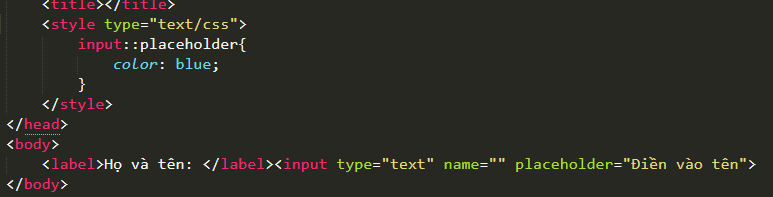 <title></title>
<style type="text/css">
input::placeholder{
color: blue;
}
</style>
</head>
<body>
<label>Họ và tên: </label><input type="text" name="" placeholder="Điền vào tên">
</body>